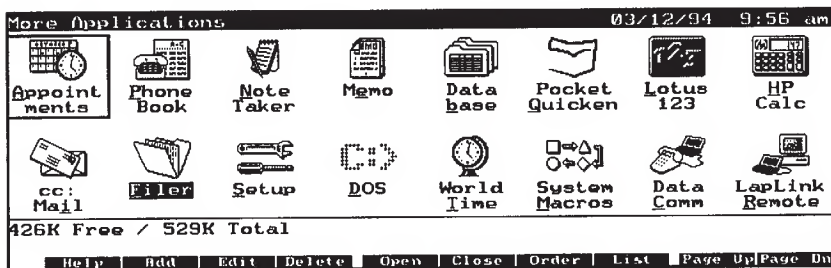 More Applications 03/12/94 9:56 am
Appoint Phone Note Memo Data Pocket Lotus HP
ments Book Taker base Quicken 123 Calc
cc: Filer Setup DOS World System Data LapLink
Mail Time Macros Comm Remote
426K Free / 529K Total
Help Add Edit Delete Open Close Order List Page Up Page Dn